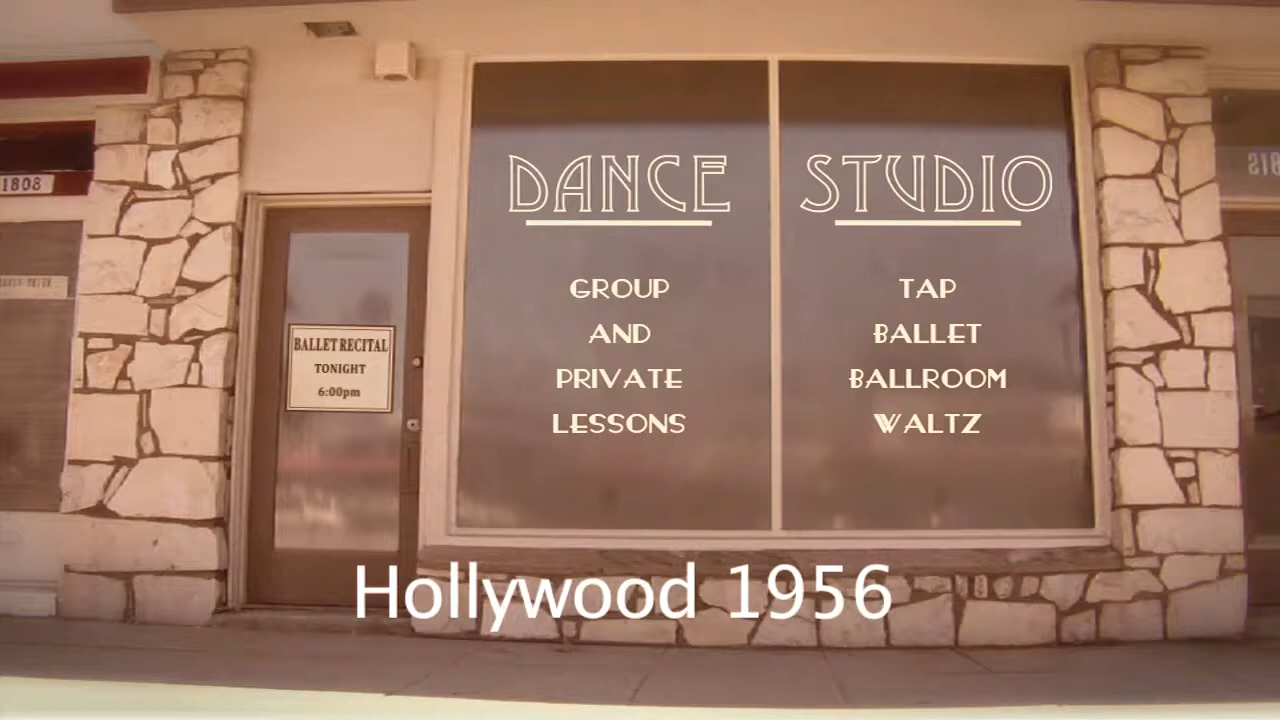 DANCE STUDIO
GROUP
AND
PRIVATE
LESSONS
TAP
BALLET
BALLROOM
WALTZ
1808
BALLET RECITAL
TONIGHT
6:00pm
Hollywood 1956